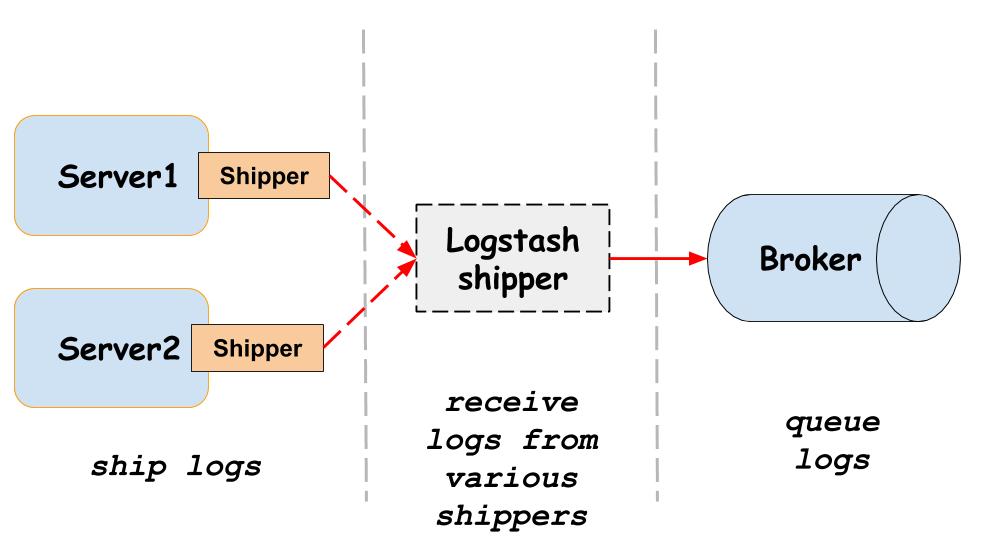 Server1
Shipper
Logstash
shipper
Broker
Server2
Shipper
ship logs
receive
logs from
various
shippers
queue
logs